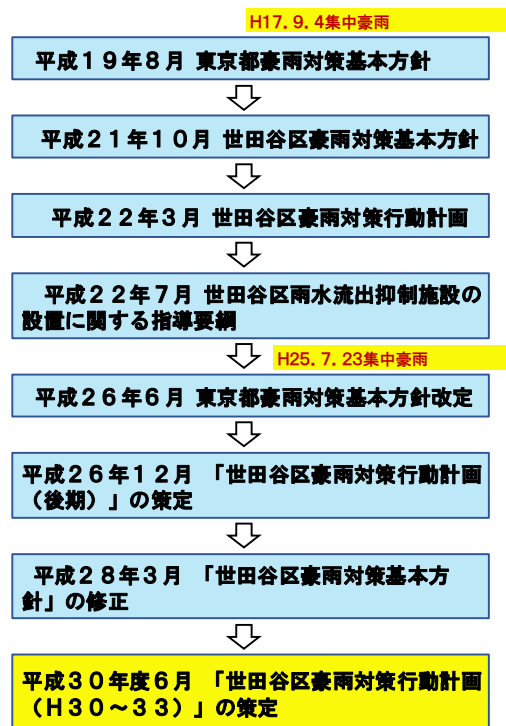 H17.9.4集中豪雨
平成19年8月 東京都豪雨対策基本方針
平成21年10月 世田谷区豪雨対策基本方針
平成22年3月 世田谷区豪雨対策行動計画
平成22年7月 世田谷区雨水流出抑制施設の
設置に関する指導要綱
H25.7.23集中豪雨
平成26年6月 東京都豪雨対策基本方針改定
平成26年12月 「世田谷区豪雨対策行動計画
（後期）」の策定
平成28年3月 「世田谷区豪雨対策基本方
針」の修正
平成30年度6月 「世田谷区豪雨対策行動計画
（H30～33）」の策定